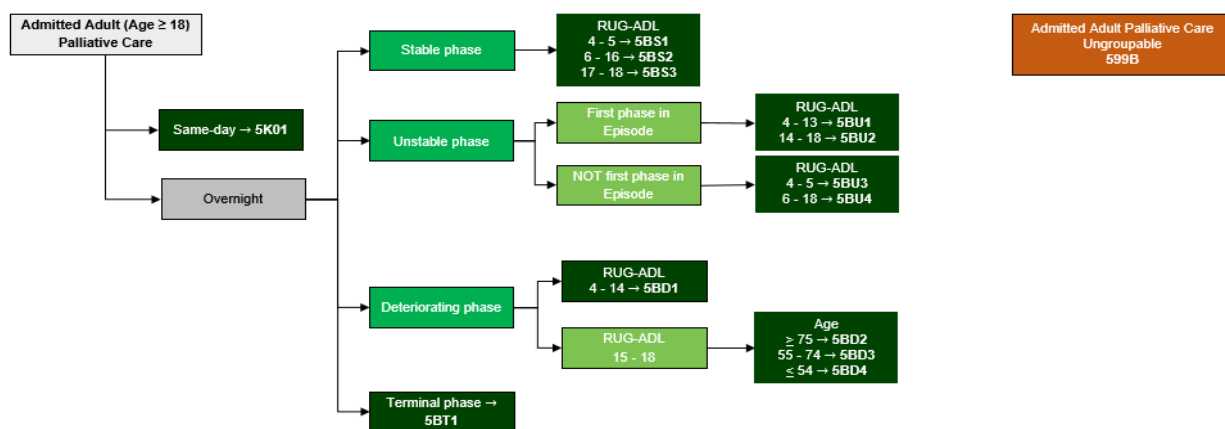 Admitted Adult (Age ≥ 18)
Palliative Care
Same-day → 5K01
Overnight
Stable phase
RUG-ADL
4 - 5 → 5BS1
6 - 16 → 5BS2
17 - 18 → 5BS3
Unstable phase
First phase in
Episode
RUG-ADL
4 - 13 → 5BU1
14 - 18 → 5BU2
NOT first phase in
Episode
RUG-ADL
4 - 5 → 5BU3
6 - 18 → 5BU4
Deteriorating phase
RUG-ADL
4 - 14 → 5BD1
RUG-ADL
15 - 18
Age
≥ 75 → 5BD2
55 - 74 → 5BD3
≤ 54 → 5BD4
Terminal phase →
5BT1
Admitted Adult Palliative Care
Ungroupable
599B